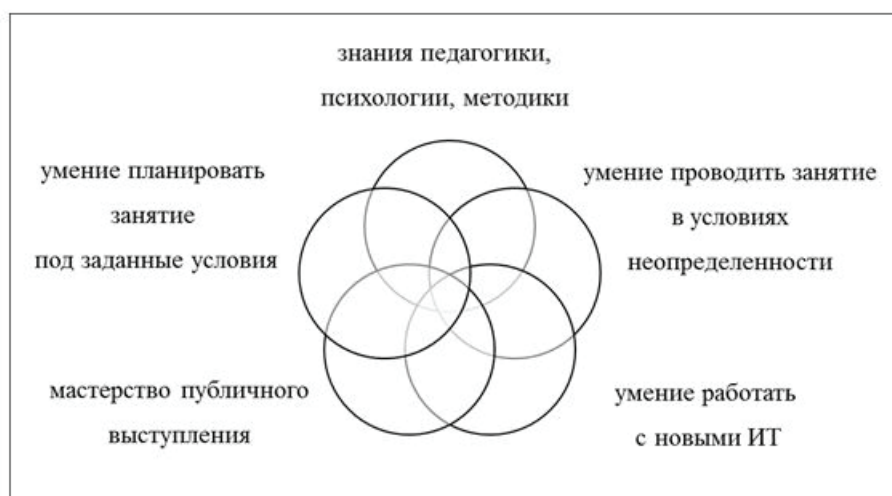 знания педагогики,
психологии, методики
умение планировать
занятие
под заданные условия
умение проводить занятие
в условиях
неопределенности
мастерство публичного
выступления
умение работать
с новыми ИТ